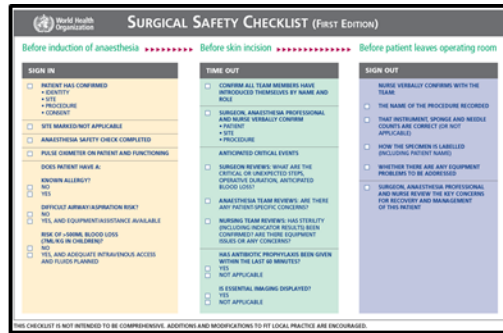 World Health
Organization
SURGICAL SAFETY CHECKLIST (FIRST EDITION)
Before induction of anaesthesia
Before skin incision
Before patient leaves operating room
SIGN IN
PATIENT HAS CONFIRMED
• IDENTITY
• SITE
• PROCEDURE
• CONSENT
SITE MARKED/NOT APPLICABLE
ANAESTHESIA SAFETY CHECK COMPLETED
PULSE OXIMETER ON PATIENT AND FUNCTIONING
DOES PATIENT HAVE A:
KNOWN ALLERGY?
NO
YES
DIFFICULT AIRWAY/ASPIRATION RISK?
NO
YES, AND EQUIPMENT/ASSISTANCE AVAILABLE
RISK OF >500ML BLOOD LOSS
(7ML/KG IN CHILDREN)?
NO
YES, AND ADEQUATE INTRAVENOUS ACCESS
AND FLUIDS PLANNED
TIME OUT
CONFIRM ALL TEAM MEMBERS HAVE
INTRODUCED THEMSELVES BY NAME AND
ROLE
SURGEON, ANAESTHESIA PROFESSIONAL
AND NURSE VERBALLY CONFIRM
• PATIENT
• SITE
• PROCEDURE
ANTICIPATED CRITICAL EVENTS
SURGEON REVIEWS: WHAT ARE THE
CRITICAL OR UNEXPECTED STEPS,
OPERATIVE DURATION, ANTICIPATED
BLOOD LOSS?
ANAESTHESIA TEAM REVIEWS: ARE THERE
ANY PATIENT-SPECIFIC CONCERNS?
NURSING TEAM REVIEWS: HAS STERILITY
(INCLUDING INDICATOR RESULTS) BEEN
CONFIRMED? ARE THERE EQUIPMENT
ISSUES OR ANY CONCERNS?
HAS ANTIBIOTIC PROPHYLAXIS BEEN GIVEN
WITHIN THE LAST 60 MINUTES?
YES
NOT APPLICABLE
IS ESSENTIAL IMAGING DISPLAYED?
YES
NOT APPLICABLE
SIGN OUT
NURSE VERBALLY CONFIRMS WITH THE
TEAM:
THE NAME OF THE PROCEDURE RECORDED
THAT INSTRUMENT, SPONGE AND NEEDLE
COUNTS ARE CORRECT (OR NOT
APPLICABLE)
HOW THE SPECIMEN IS LABELLED
(INCLUDING PATIENT NAME)
WHETHER THERE ARE ANY EQUIPMENT
PROBLEMS TO BE ADDRESSED
SURGEON, ANAESTHESIA PROFESSIONAL
AND NURSE REVIEW THE KEY CONCERNS
FOR RECOVERY AND MANAGEMENT
OF THIS PATIENT
THIS CHECKLIST IS NOT INTENDED TO BE COMPREHENSIVE. ADDITIONS AND MODIFICATIONS TO FIT LOCAL PRACTICE ARE ENCOURAGED.